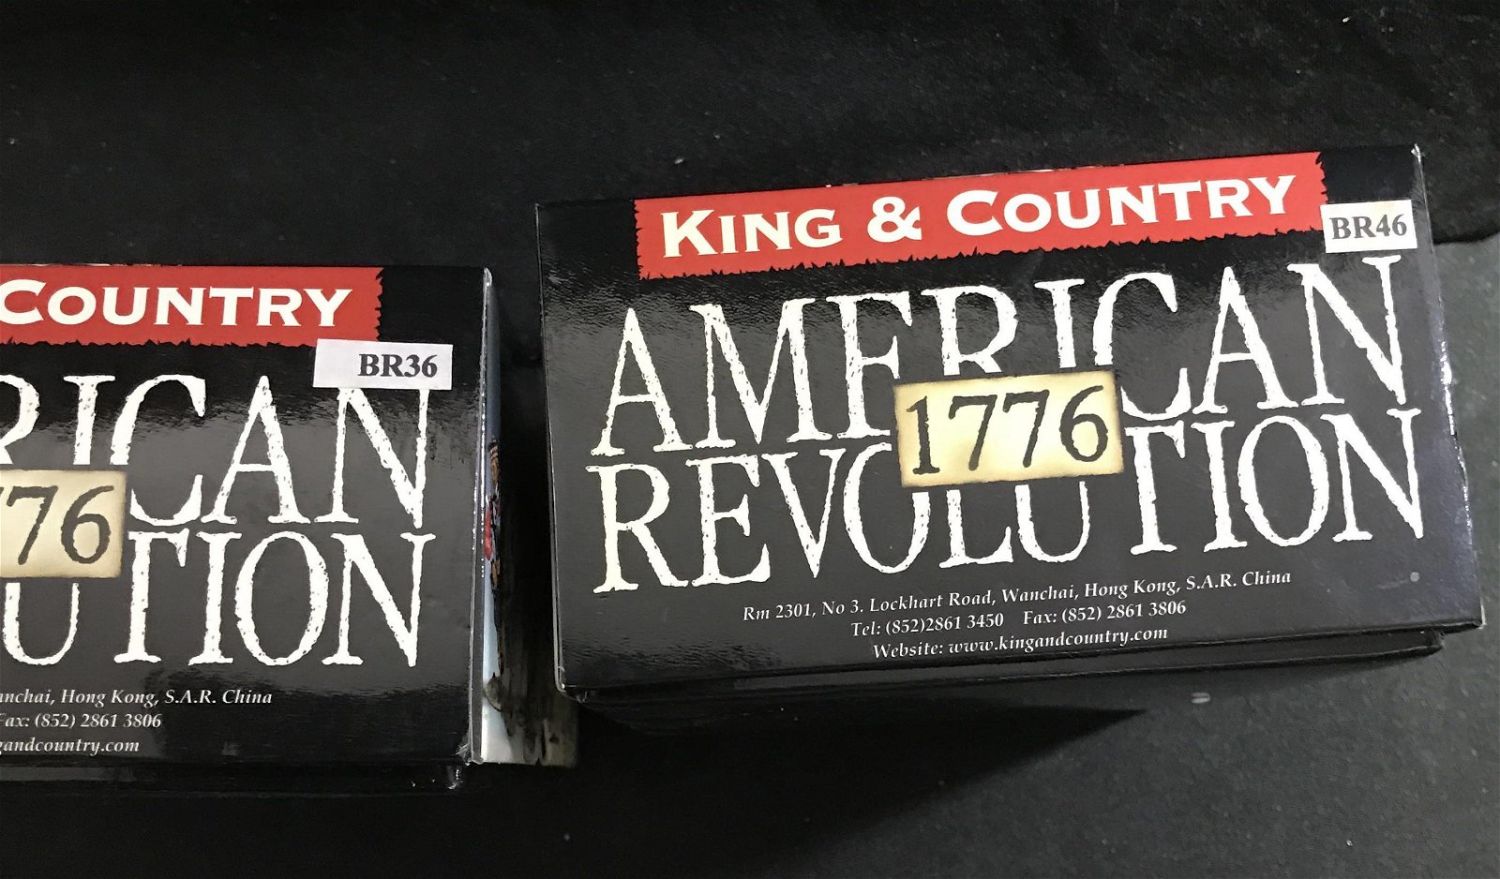 COUNTRY
BR36
RICAN
76
UTION
nchai, Hong Kong, S.A.R. China
Fax: (852) 2861 3806
gandcountry.com
KING & COUNTRY
BR46
AMERICAN
1776
REVOLUTION
Rm 2301, No 3. Lockhart Road, Wanchai, Hong Kong, S.A.R. China
Tel: (852)2861 3450 Fax: (852) 2861 3806
Website: www.kingandcountry.com